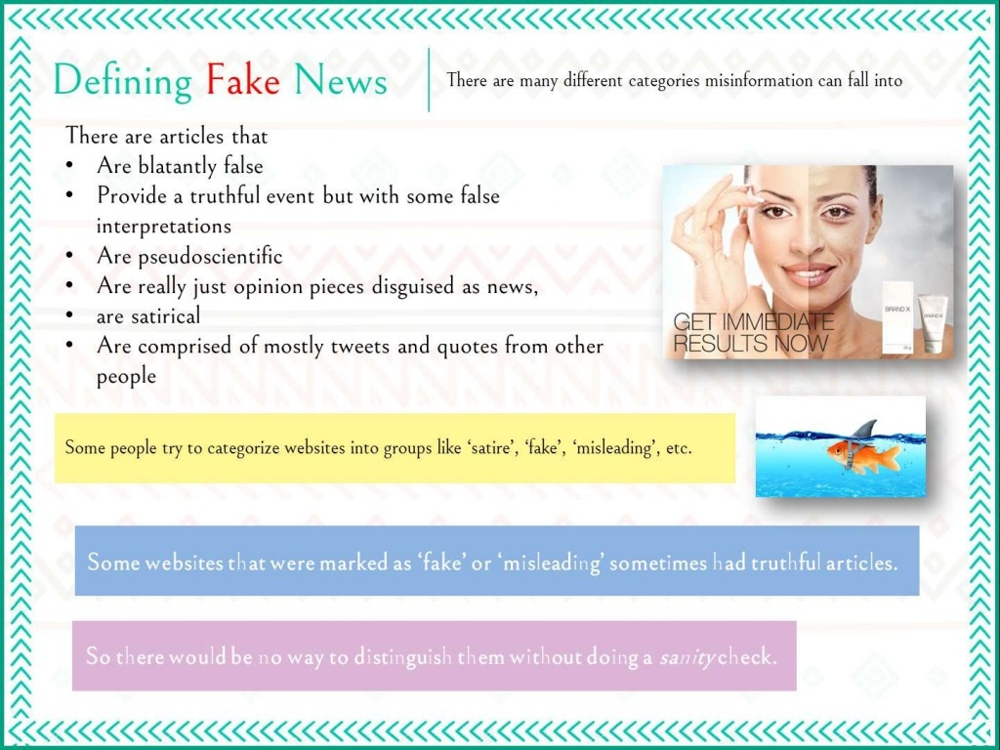 Defining Fake News
There are many different categories misinformation can fall into
There are articles that
• Are blatantly false
• Provide a truthful event but with some false
interpretations
• Are pseudoscientific
• Are really just opinion pieces disguised as news,
• are satirical
• Are comprised of mostly tweets and quotes from other
people
BRAND X
BRAND X
GET IMMEDIATE
RESULTS NOW
Some people try to categorize websites into groups like ‘satire’, ‘fake’, ‘misleading’, etc.
Some websites that were marked as ‘fake’ or ‘misleading’ sometimes had truthful articles.
So there would be no way to distinguish them without doing a sanity check.